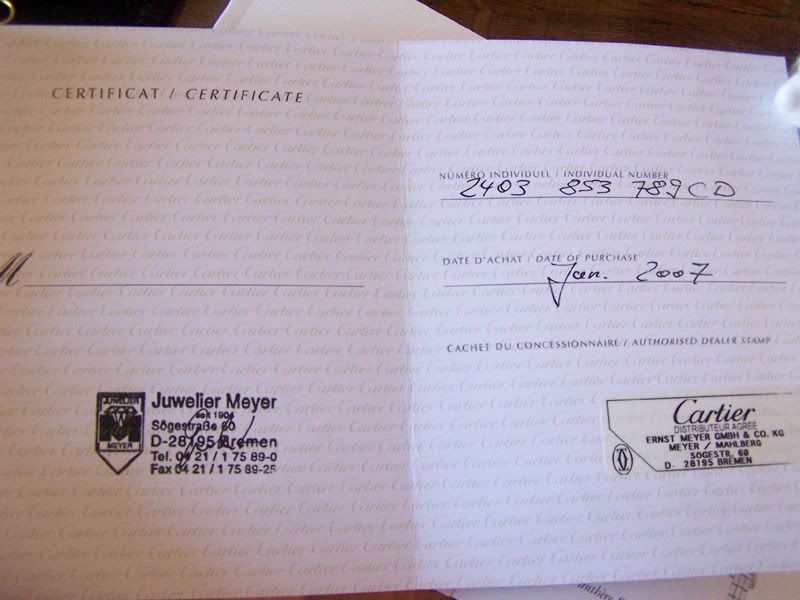 CERTIFICAT / CERTIFICATE
M
JUWELIER
MEYER
Juwelier Meyer
seit 1904
Sögestraße 60
D-28195 Bremen
Tel. 04 21 / 1 75 89-0
Fax 04 21 / 1 75 89-25
NUMÉRO INDIVIDUEL / INDIVIDUAL NUMBER
2403 853 789CD
DATE D'ACHAT / DATE OF PURCHASE
Jan. 2007
CACHET DU CONCESSIONNAIRE / AUTHORISED DEALER STAMP
Cartier
DISTRIBUTEUR AGRÉÉ
ERNST MEYER GMBH & CO. KG
MEYER / MAHLBERG
SÖGESTR. 60
D- 28195 BREMEN